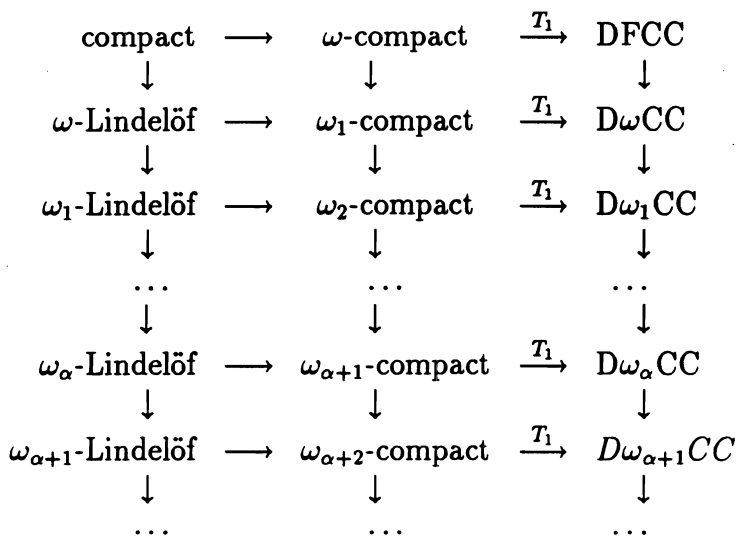 compact ⟶ ω-compact ⟶^{T₁} DFCC
↓ ↓ ↓
ω-Lindelöf ⟶ ω₁-compact ⟶^{T₁} DωCC
↓ ↓ ↓
ω₁-Lindelöf ⟶ ω₂-compact ⟶^{T₁} Dω₁CC
↓ ↓ ↓
... ... ...
↓ ↓ ↓
ω_α-Lindelöf ⟶ ω_{α+1}-compact ⟶^{T₁} Dω_αCC
↓ ↓ ↓
ω_{α+1}-Lindelöf ⟶ ω_{α+2}-compact ⟶^{T₁} Dω_{α+1}CC
↓ ↓ ↓
... ... ...